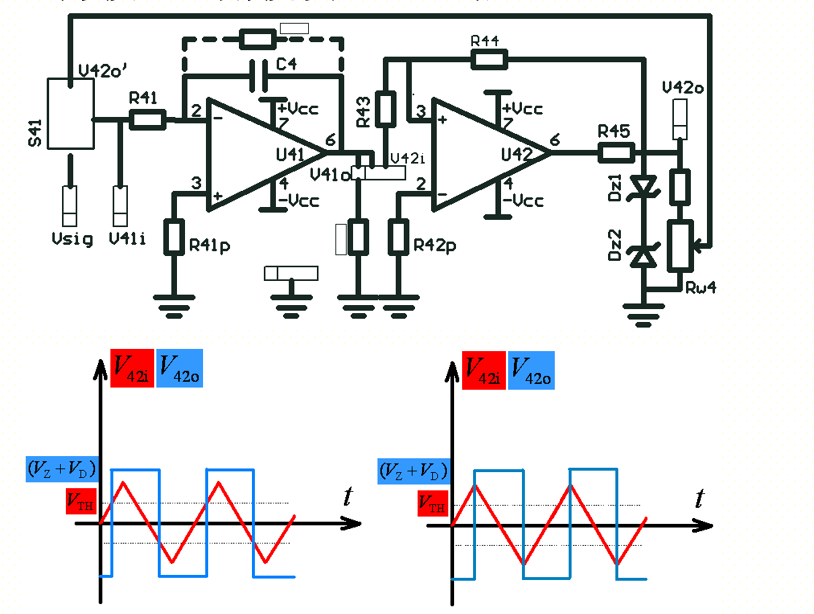 V42o'
S41
R41
C4
2
−
+Vcc
7
6
U41
3
+
4
−Vcc
V41o
V42i
R43
R44
3
+
+Vcc
7
6
U42
2
−
4
−Vcc
R45
V42o
Dz1
Dz2
Rw4
Vsig
V41i
R41p
R42p
V42i V42o
(VZ + VD)
VTH
t
V42i V42o
(VZ + VD)
VTH
t